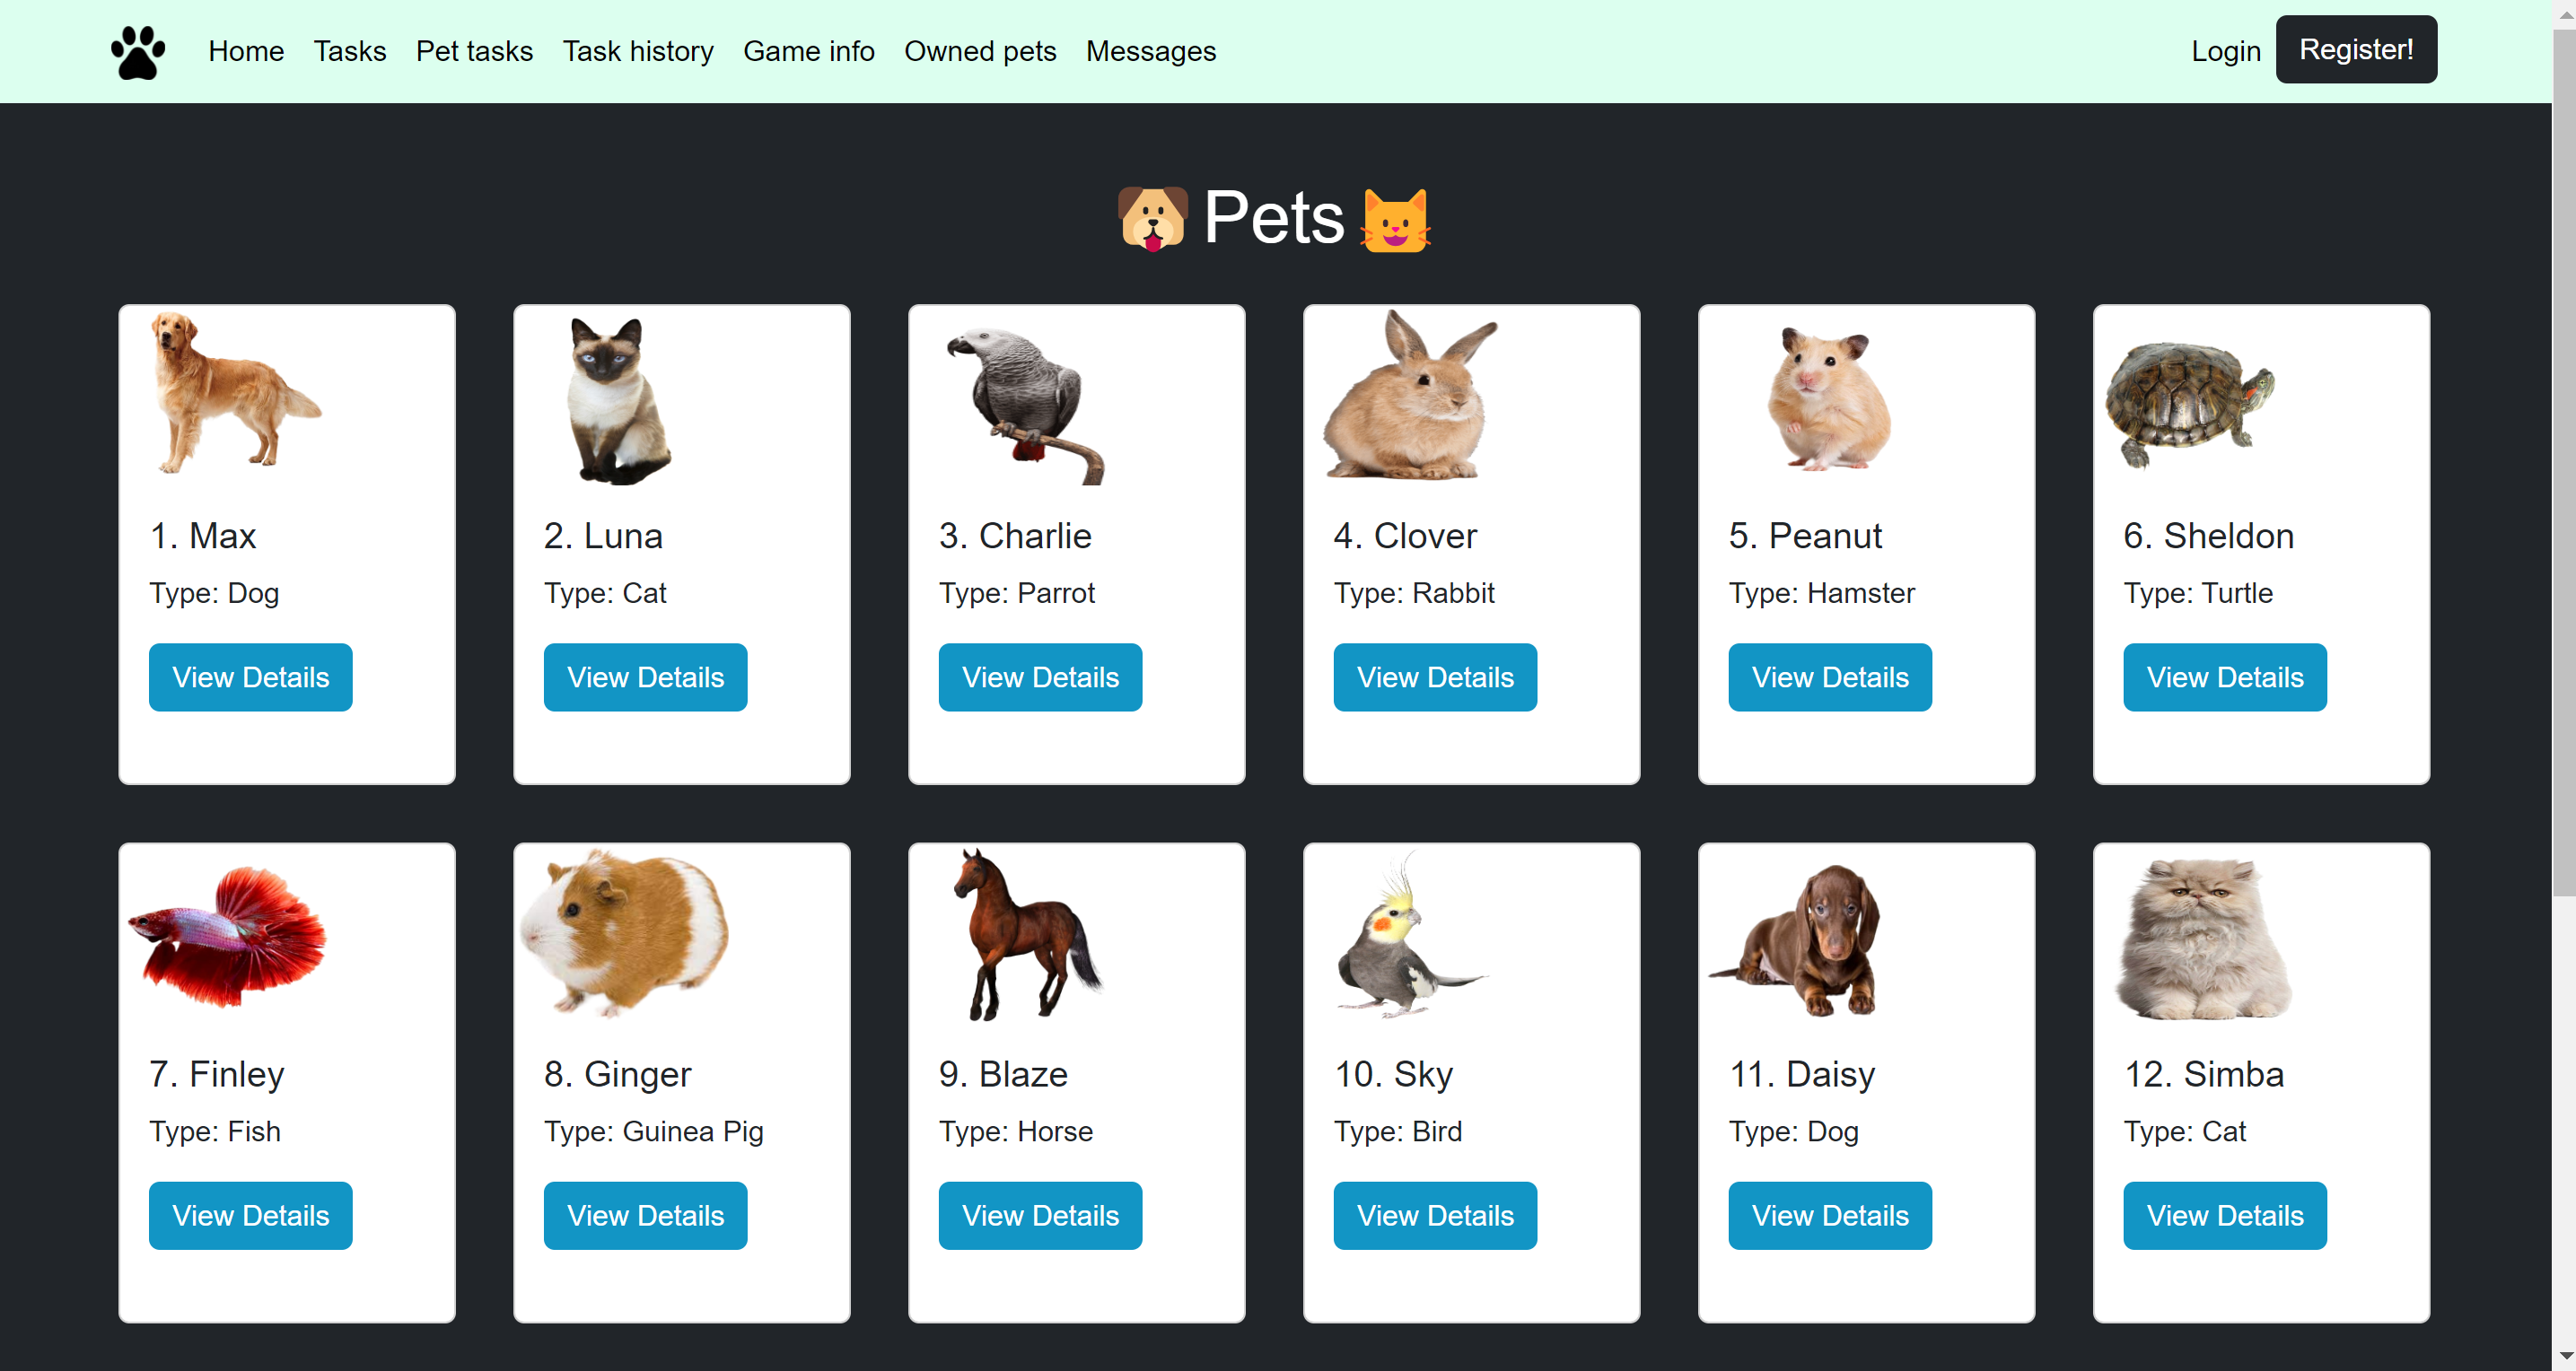 Home Tasks Pet tasks Task history Game info Owned pets Messages Login Register!
Pets
1. Max
Type: Dog
View Details
2. Luna
Type: Cat
View Details
3. Charlie
Type: Parrot
View Details
4. Clover
Type: Rabbit
View Details
5. Peanut
Type: Hamster
View Details
6. Sheldon
Type: Turtle
View Details
7. Finley
Type: Fish
View Details
8. Ginger
Type: Guinea Pig
View Details
9. Blaze
Type: Horse
View Details
10. Sky
Type: Bird
View Details
11. Daisy
Type: Dog
View Details
12. Simba
Type: Cat
View Details